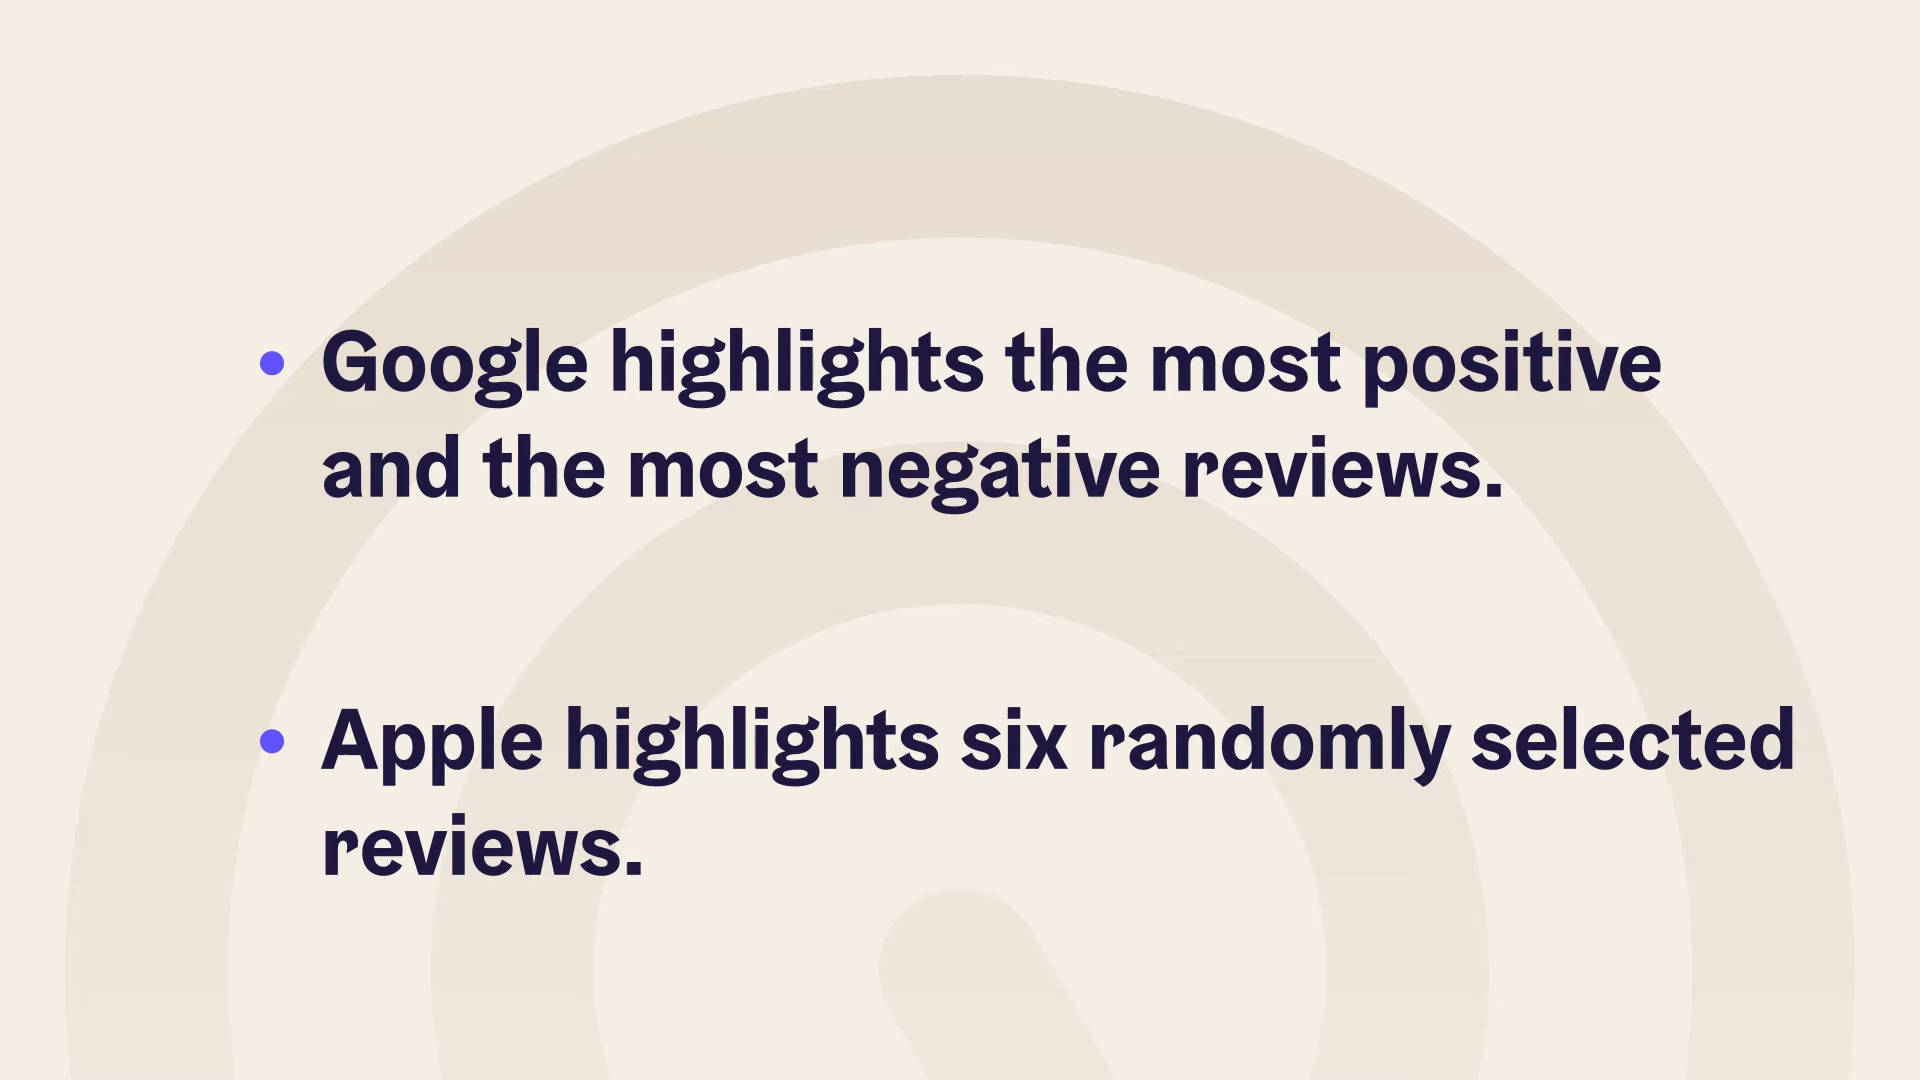 • Google highlights the most positive
and the most negative reviews.
• Apple highlights six randomly selected
reviews.